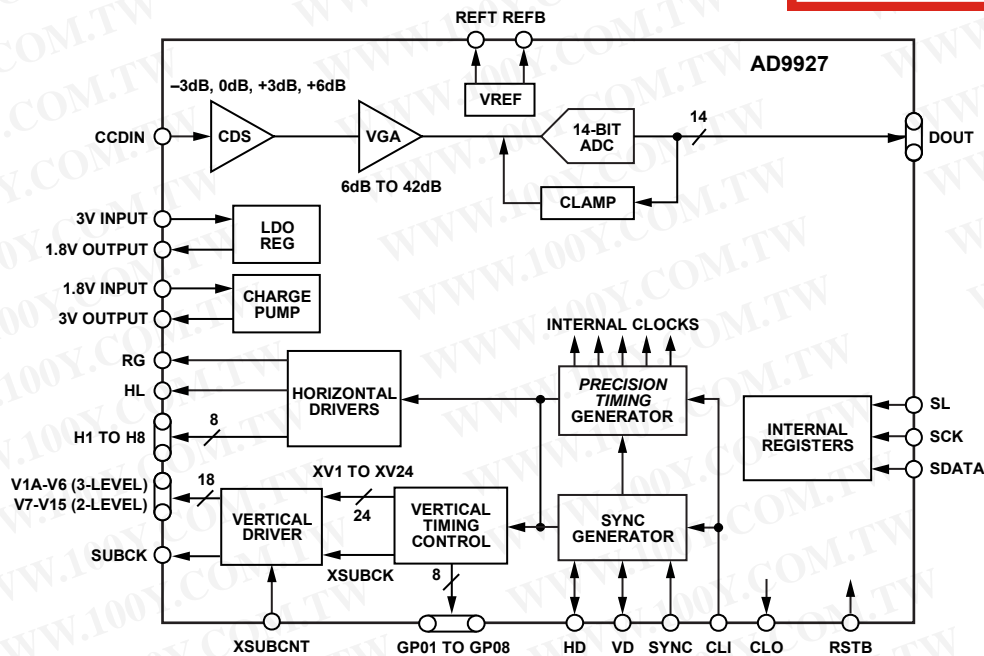 REFT REFB
AD9927
–3dB, 0dB, +3dB, +6dB
VREF
CCDIN
CDS
VGA
14-BIT
ADC
14
DOUT
6dB TO 42dB
CLAMP
3V INPUT
1.8V OUTPUT
LDO
REG
1.8V INPUT
3V OUTPUT
CHARGE
PUMP
INTERNAL CLOCKS
RG
HL
H1 TO H8
8
HORIZONTAL
DRIVERS
PRECISION
TIMING
GENERATOR
INTERNAL
REGISTERS
SL
SCK
SDATA
V1A-V6 (3-LEVEL)
V7-V15 (2-LEVEL)
18
XV1 TO XV24
24
VERTICAL
DRIVER
VERTICAL
TIMING
CONTROL
SYNC
GENERATOR
SUBCK
XSUBCK
8
XSUBCNT
GP01 TO GP08
HD
VD
SYNC
CLI
CLO
RSTB
WWW.100Y.COM.TW